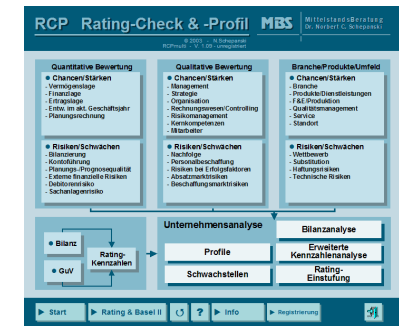 RCP Rating-Check & -Profil
MBS
MittelstandsBeratung
Dr. Norbert C. Schepanski
© 2003 - N.Schepanski
RCPmulti - V. 1.05 - unregistriert
Quantitative Bewertung
Chancen/Stärken
- Vermögenslage
- Finanzlage
- Ertragslage
- Entw. im akt. Geschäftsjahr
- Planungsrechnung
Risiken/Schwächen
- Bilanzierung
- Kontoführung
- Planungs-/Prognosequalität
- Externe finanzielle Risiken
- Debitorenrisiko
- Sachanlagenrisiko
Qualitative Bewertung
Chancen/Stärken
- Management
- Strategie
- Organisation
- Rechnungswesen/Controlling
- Risikomanagement
- Kernkompetenzen
- Mitarbeiter
Risiken/Schwächen
- Nachfolge
- Personalbeschaffung
- Risiken bei Erfolgsfaktoren
- Absatzmarktrisiken
- Beschaffungsmarktrisiken
Branche/Produkte/Umfeld
Chancen/Stärken
- Branche
- Produkte/Dienstleistungen
- F&E/Produktion
- Qualitätsmanagement
- Service
- Standort
Risiken/Schwächen
- Wettbewerb
- Substitution
- Haftungsrisiken
- Technische Risiken
Bilanz
GuV
Rating-
Kennzahlen
Unternehmensanalyse
Profile
Schwachstellen
Bilanzanalyse
Erweiterte
Kennzahlenanalyse
Rating-
Einstufung
Start
Rating & Basel II
?
Info
Registrierung